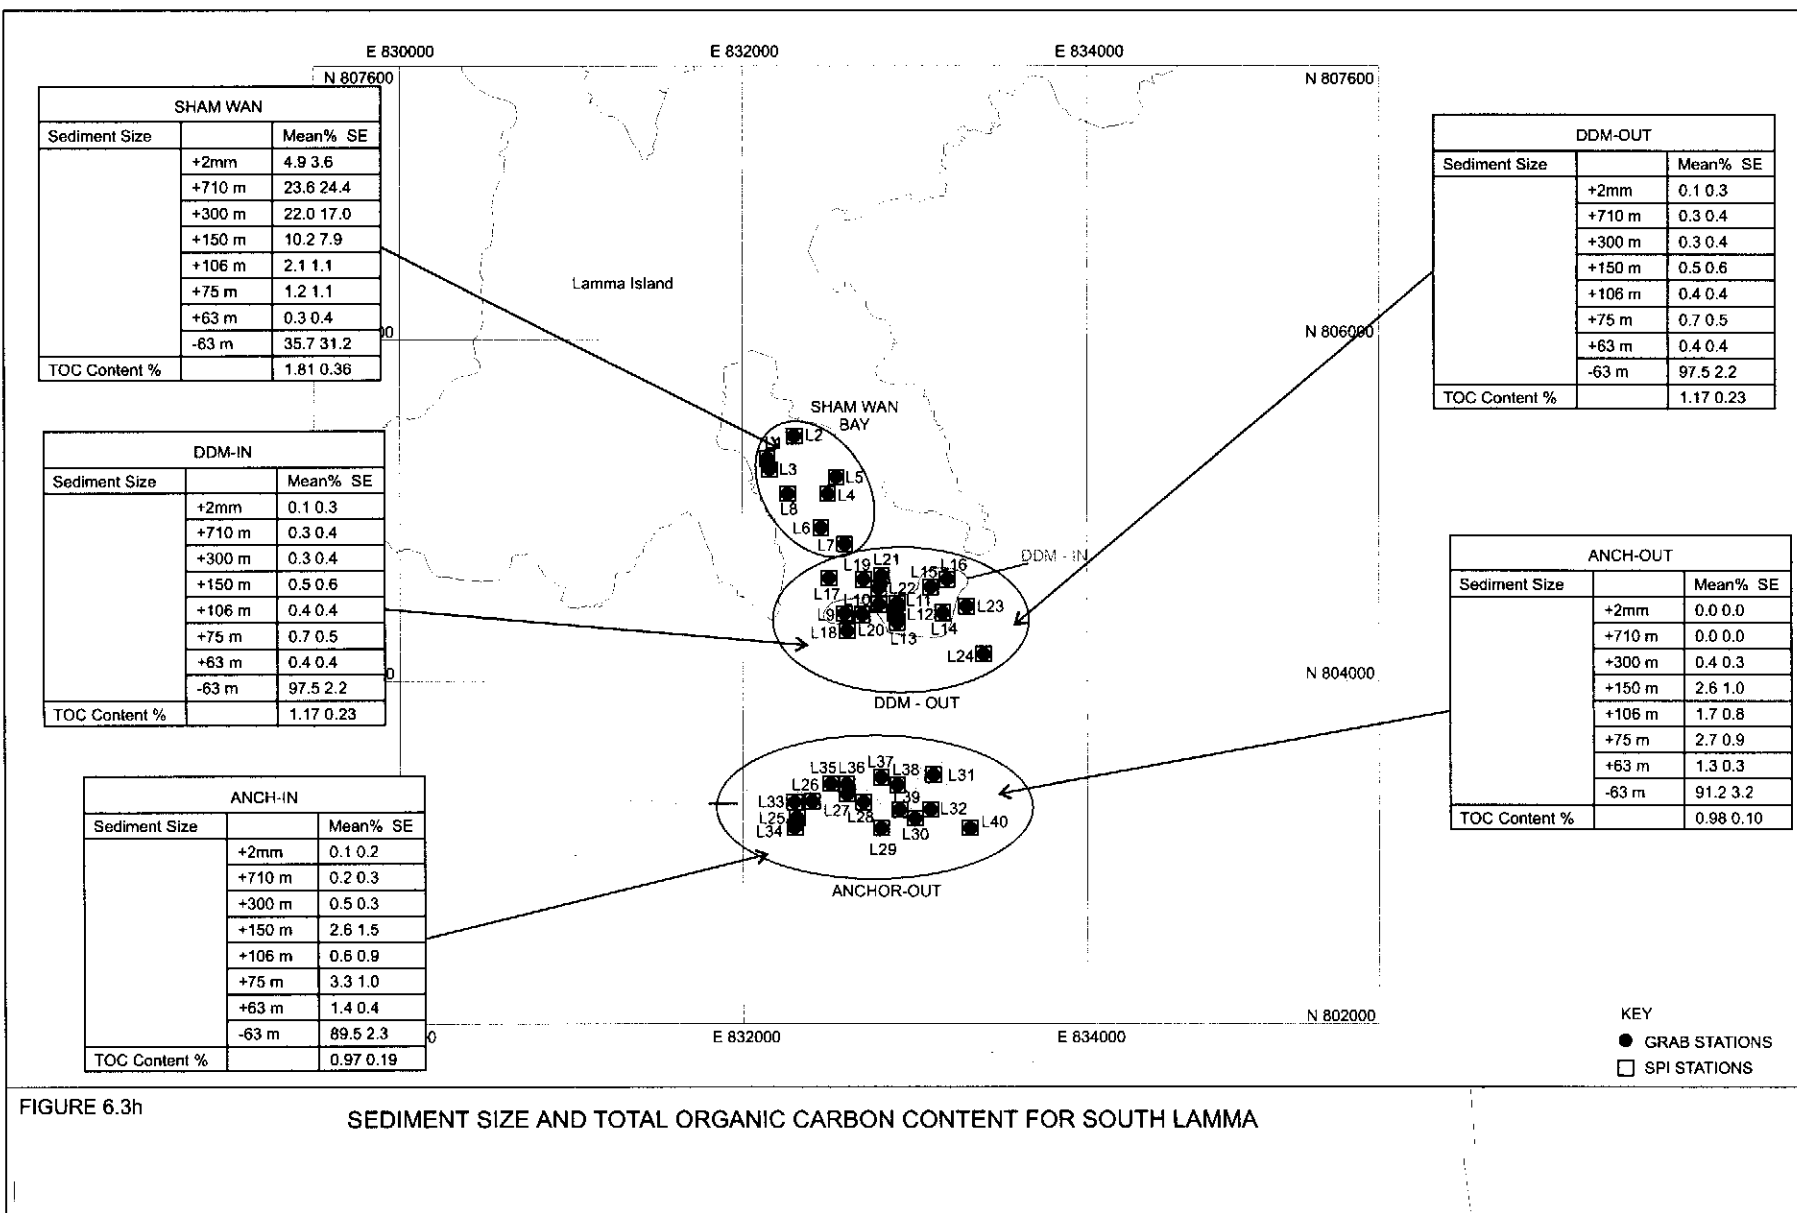 E 830000 E 832000 E 834000
N 807600 N 807600
SHAM WAN
Sediment Size Mean% SE
+2mm 4.9 3.6
+710 m 23.6 24.4
+300 m 22.0 17.0
+150 m 10.2 7.9
+106 m 2.1 1.1
+75 m 1.2 1.1
+63 m 0.3 0.4
-63 m 35.7 31.2
TOC Content % 1.81 0.36
DDM-OUT
Sediment Size Mean% SE
+2mm 0.1 0.3
+710 m 0.3 0.4
+300 m 0.3 0.4
+150 m 0.5 0.6
+106 m 0.4 0.4
+75 m 0.7 0.5
+63 m 0.4 0.4
-63 m 97.5 2.2
TOC Content % 1.17 0.23
Lamma Island
N 806000
SHAM WAN
BAY
L2
L3
L5
L4
L8
L6
L7
DDM-IN
Sediment Size Mean% SE
+2mm 0.1 0.3
+710 m 0.3 0.4
+300 m 0.3 0.4
+150 m 0.5 0.6
+106 m 0.4 0.4
+75 m 0.7 0.5
+63 m 0.4 0.4
-63 m 97.5 2.2
TOC Content % 1.17 0.23
DDM - IN
L21
L19 L15 L16
L17 L22
L10 L11 L23
L9 L12
L18 L20 L14
L13
L24
N 804000
DDM - OUT
ANCH-OUT
Sediment Size Mean% SE
+2mm 0.0 0.0
+710 m 0.0 0.0
+300 m 0.4 0.3
+150 m 2.6 1.0
+106 m 1.7 0.8
+75 m 2.7 0.9
+63 m 1.3 0.3
-63 m 91.2 3.2
TOC Content % 0.98 0.10
L37
L35 L36 L38 L31
L26
L33 L39
L27 L32
L25 L28
L34 L30 L40
L29
ANCHOR-OUT
ANCH-IN
Sediment Size Mean% SE
+2mm 0.1 0.2
+710 m 0.2 0.3
+300 m 0.5 0.3
+150 m 2.6 1.5
+106 m 0.6 0.9
+75 m 3.3 1.0
+63 m 1.4 0.4
-63 m 89.5 2.3
TOC Content % 0.97 0.19
N 802000
E 832000 E 834000
KEY
GRAB STATIONS
SPI STATIONS
FIGURE 6.3h
SEDIMENT SIZE AND TOTAL ORGANIC CARBON CONTENT FOR SOUTH LAMMA